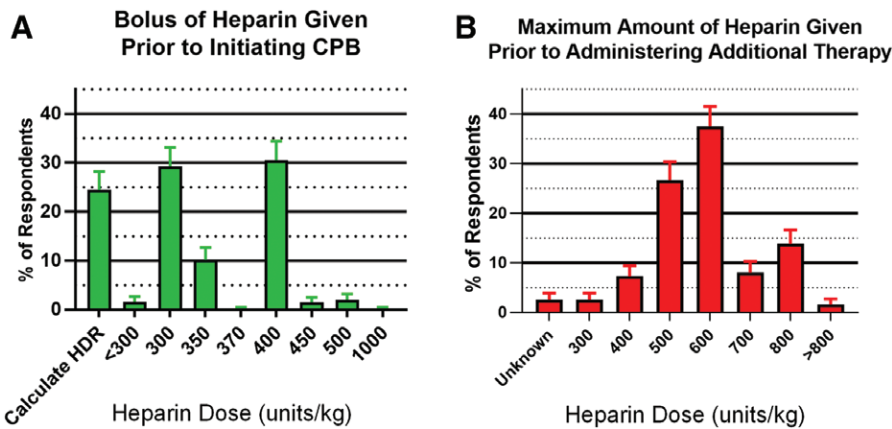 A
Bolus of Heparin Given
Prior to Initiating CPB
% of Respondents
40
30
20
10
0
Calculate HDR
<300
300
350
370
400
450
500
1000
Heparin Dose (units/kg)
B
Maximum Amount of Heparin Given
Prior to Administering Additional Therapy
% of Respondents
40
30
20
10
0
Unknown
300
400
500
600
700
800
>800
Heparin Dose (units/kg)